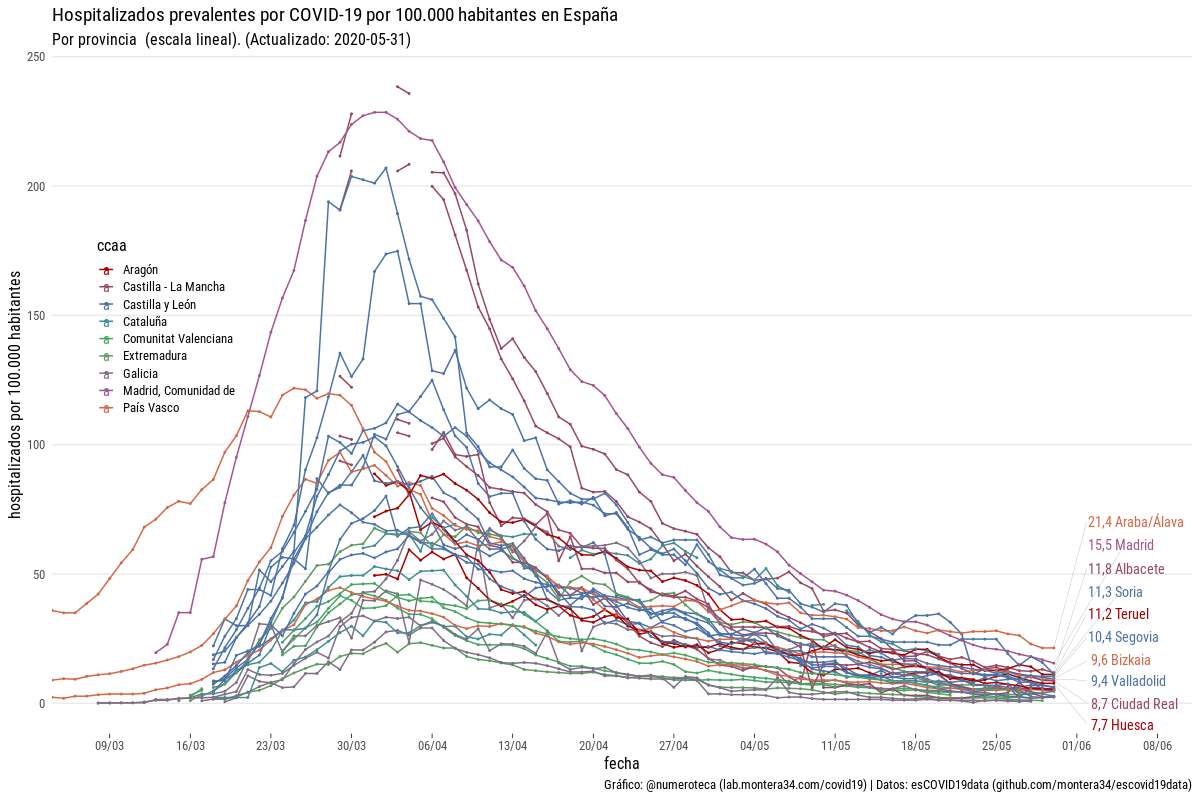 Hospitalizados prevalentes por COVID-19 por 100.000 habitantes en España
Por provincia  (escala lineal). (Actualizado: 2020-05-31)
250
200
150
100
50
0
hospitalizados por 100.000 habitantes
ccaa
Aragón
Castilla - La Mancha
Castilla y León
Cataluña
Comunitat Valenciana
Extremadura
Galicia
Madrid, Comunidad de
País Vasco
21,4 Araba/Álava
15,5 Madrid
11,8 Albacete
11,3 Soria
11,2 Teruel
10,4 Segovia
9,6 Bizkaia
9,4 Valladolid
8,7 Ciudad Real
7,7 Huesca
09/03 16/03 23/03 30/03 06/04 13/04 20/04 27/04 04/05 11/05 18/05 25/05 01/06 08/06
fecha
Gráfico: @numeroteca (lab.montera34.com/covid19) | Datos: esCOVID19data (github.com/montera34/escovid19data)